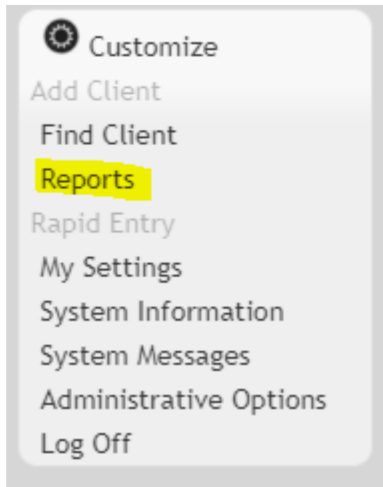 Customize
Add Client
Find Client
Reports
Rapid Entry
My Settings
System Information
System Messages
Administrative Options
Log Off